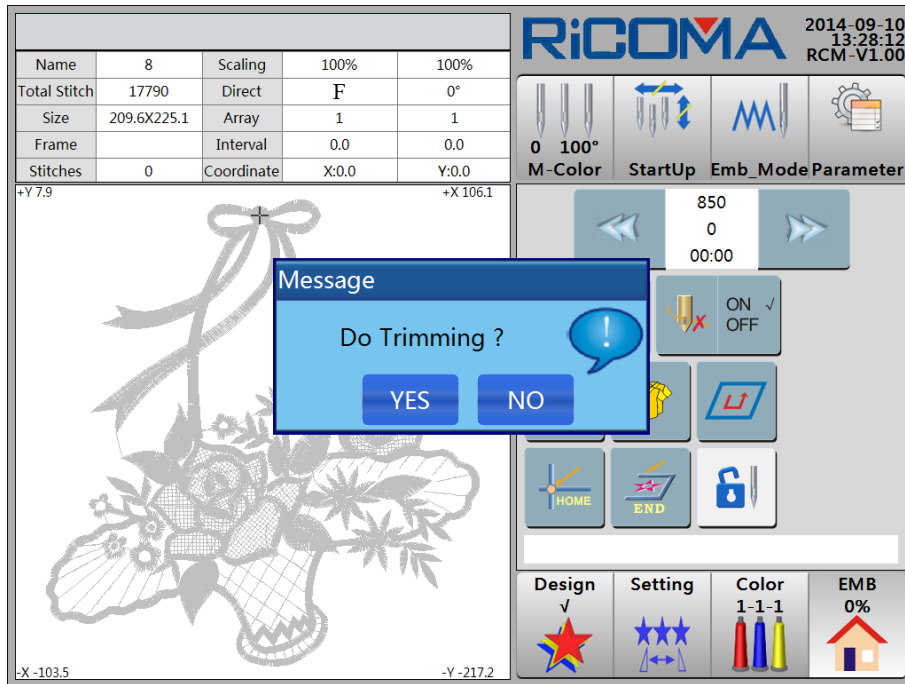 RiCOMA
2014-09-10
13:28:12
RCM-V1.00
Name 8 Scaling 100% 100%
Total Stitch 17790 Direct F 0°
Size 209.6X225.1 Array 1 1
Frame Interval 0.0 0.0
Stitches 0 Coordinate X:0.0 Y:0.0
0 100°
M-Color StartUp Emb_Mode Parameter
+Y 7.9 +X 106.1
850
0
00:00
Message
Do Trimming ?
YES NO
ON √
OFF
HOME
END
-X -103.5 -Y -217.2
Design Setting Color EMB
√ 1-1-1 0%